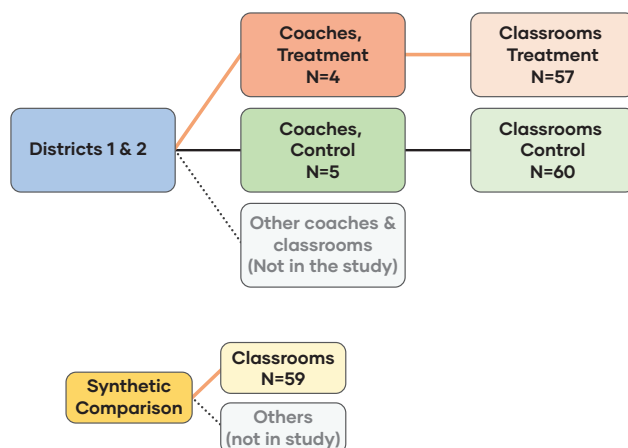 Coaches,
Treatment
N=4
Classrooms
Treatment
N=57
Districts 1 & 2
Coaches,
Control
N=5
Classrooms
Control
N=60
Other coaches &
classrooms
(Not in the study)
Synthetic
Comparison
Classrooms
N=59
Others
(not in study)